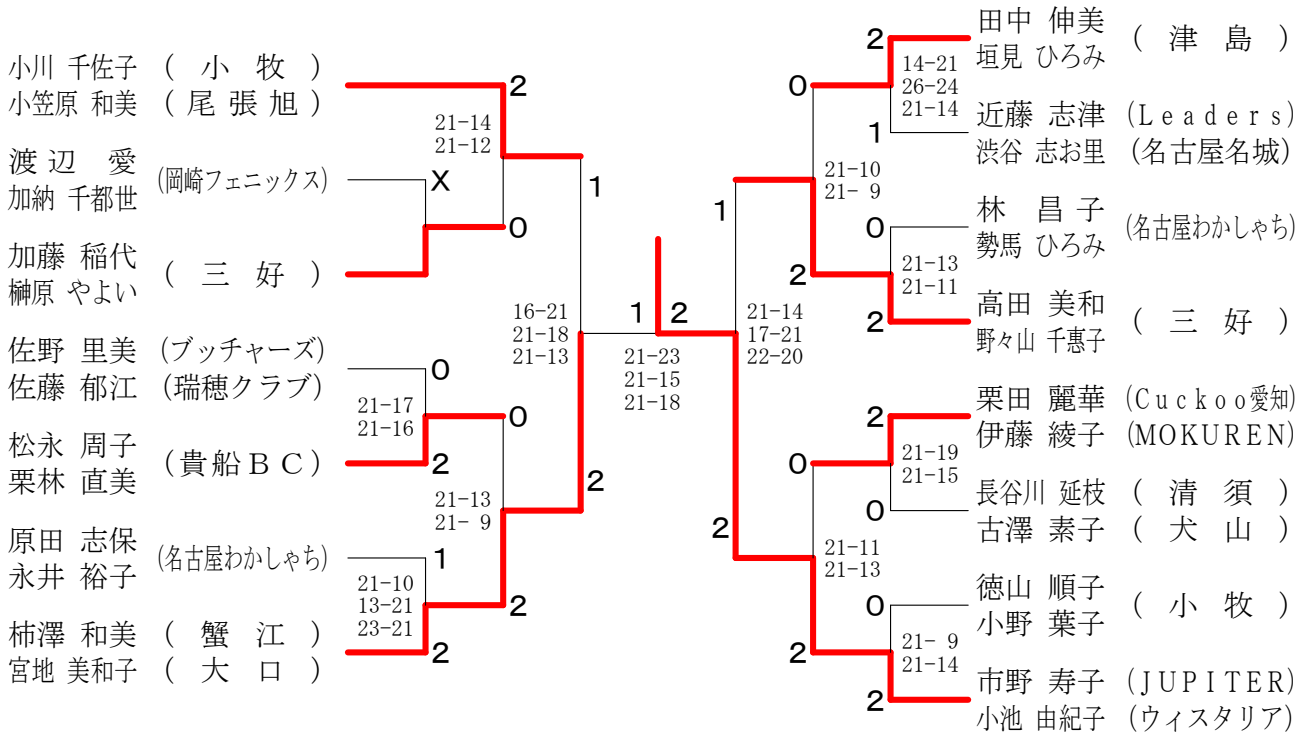 小川 千佐子 ( 小 牧 )
小笠原 和美 ( 尾 張 旭 )
2
21-14
21-12
渡 辺 愛
加納 千都世
(岡崎フェニックス)
X
1
0
加藤 稲代
榊原 やよい
( 三 好 )
16-21
21-18
21-13
佐野 里美 (ブッチャーズ)
佐藤 郁江 (瑞穂クラブ)
0
21-17
21-16
0
松永 周子
栗林 直美
(貴船ＢＣ)
2
2
21-13
21- 9
原田 志保
永井 裕子
(名古屋わかしゃち)
1
21-10
13-21
23-21
2
柿澤 和美 ( 蟹 江 )
宮地 美和子 ( 大 口 )
2
1 2
21-23
21-15
21-18
田中 伸美
垣見 ひろみ
( 津 島 )
2
14-21
26-24
21-14
0
近藤 志津 (Leaders)
渋谷 志お里 (名古屋名城)
1
21-10
21- 9
1
林 昌 子
勢馬 ひろみ
(名古屋わかしゃち)
0
21-13
21-11
2
高田 美和
野々山 千惠子
( 三 好 )
2
21-14
17-21
22-20
栗田 麗華 (Cuckoo愛知)
伊藤 綾子 (MOKUREN)
2
21-19
21-15
0
長谷川 延枝 ( 清 須 )
古澤 素子 ( 犬 山 )
0
2
21-11
21-13
徳山 順子
小野 葉子
( 小 牧 )
0
21- 9
21-14
2
市野 寿子 (JUPITER)
小池 由紀子 (ウィスタリア)
2